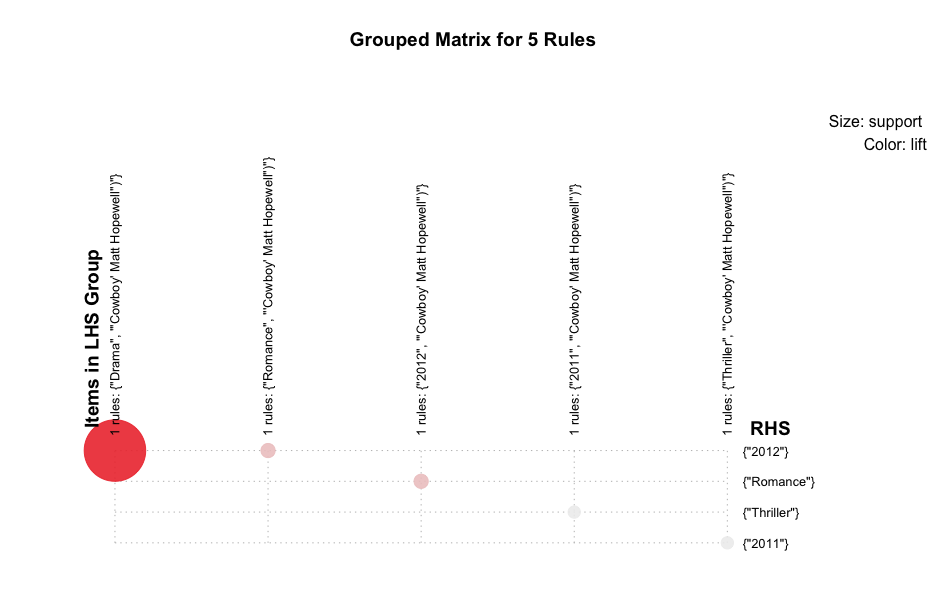 Grouped Matrix for 5 Rules
Size: support
Color: lift
Items in LHS Group
1 rules: {"Drama", "'Cowboy' Matt Hopewell")"}
1 rules: {"Romance", "'Cowboy' Matt Hopewell")"}
1 rules: {"2012", "'Cowboy' Matt Hopewell")"}
1 rules: {"2011", "'Cowboy' Matt Hopewell")"}
1 rules: {"Thriller", "'Cowboy' Matt Hopewell")"}
RHS
{"2012"}
{"Romance"}
{"Thriller"}
{"2011"}